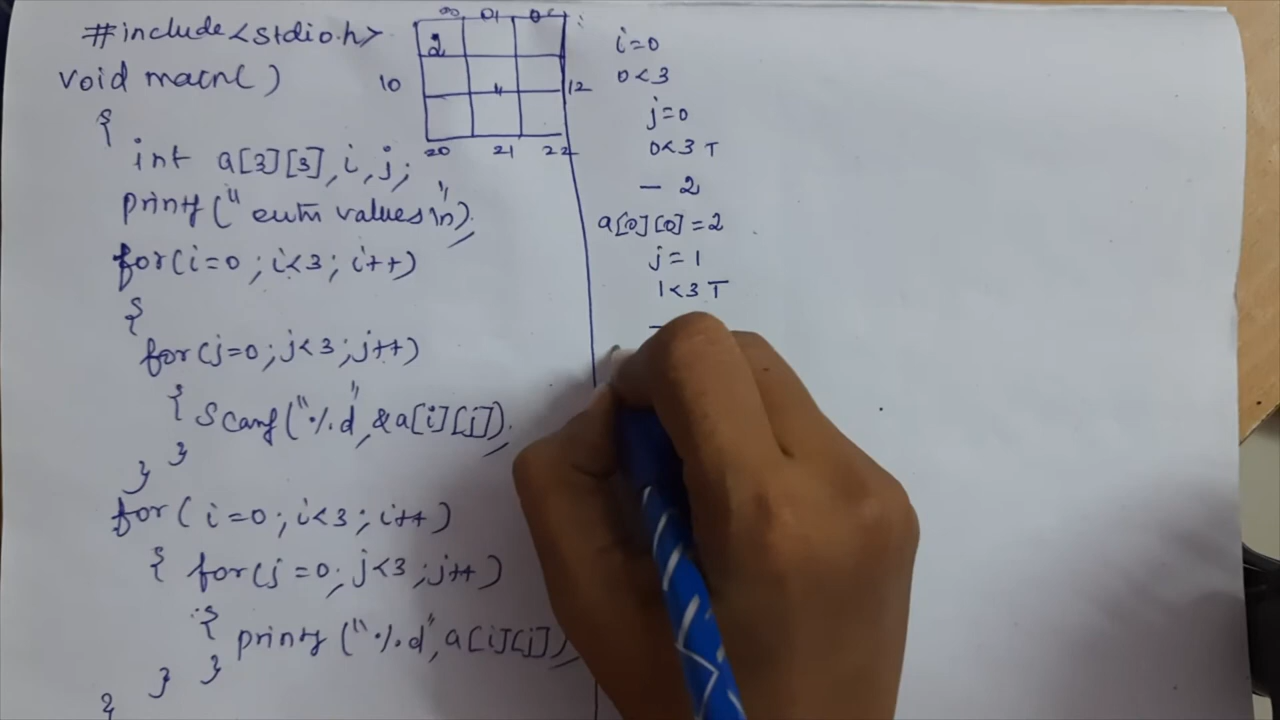 #include<stdio.h>
void main()
{
int a[3][3], i, j;
printf("enter values\n");
for(i=0; i<3; i++)
{
for(j=0; j<3; j++)
{ scanf("%d", &a[i][j]);
}
}
for(i=0; i<3; i++)
{ for(j=0; j<3; j++)
{ printf("%d", a[i][j]);
} }
}
00 01
2
10 11 12
20 21 22
i=0
0<3
j=0
0<3 T
- 2
a[0][0]=2
j=1
1<3 T
-